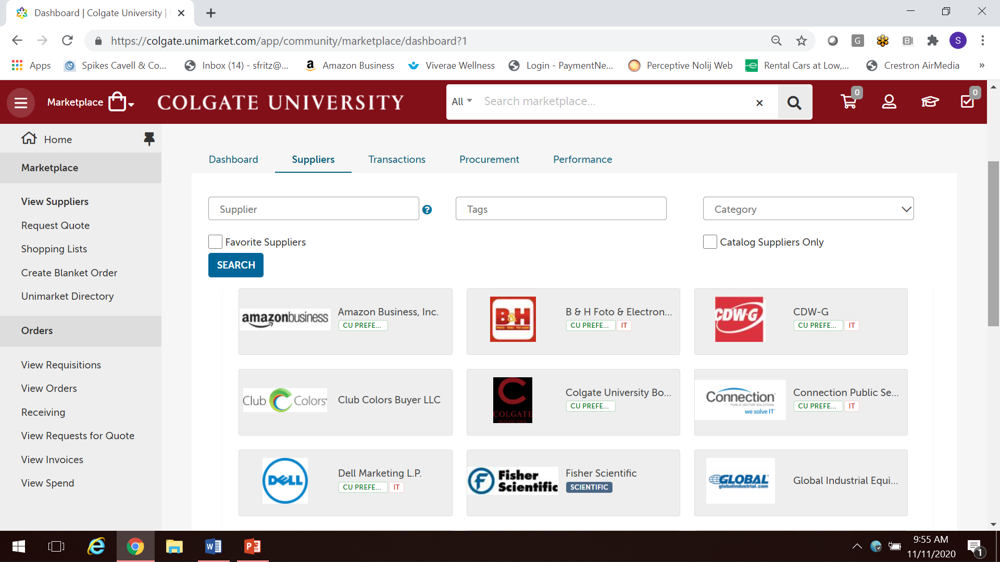 Dashboard | Colgate University |
https://colgate.unimarket.com/app/community/marketplace/dashboard?1
G
B
S
Apps
Spikes Cavell & Co...
Inbox (14) - sfritz@...
Amazon Business
Viverae Wellness
Login - PaymentNe...
Perceptive Nolij Web
Rental Cars at Low,...
Crestron AirMedia
»
Marketplace
COLGATE UNIVERSITY
All
Search marketplace...
×
0
0
Home
Marketplace
View Suppliers
Request Quote
Shopping Lists
Create Blanket Order
Unimarket Directory
Orders
View Requisitions
View Orders
Receiving
View Requests for Quote
View Invoices
View Spend
Dashboard
Suppliers
Transactions
Procurement
Performance
Supplier
?
Tags
Category
Favorite Suppliers
Catalog Suppliers Only
SEARCH
amazonbusiness
Amazon Business, Inc.
CU PREFE...
B&H
B & H Foto & Electron...
CU PREFE... IT
CDW·G
CDW-G
CU PREFE... IT
Club Colors
Club Colors Buyer LLC
COLGATE
BOOKSTORE
Colgate University Bo...
CU PREFE...
Connection
PUBLIC SECTOR SOLUTIONS
we solve IT
Connection Public Se...
CU PREFE... IT
DELL
Dell Marketing L.P.
CU PREFE... IT
Fisher
Scientific
Fisher Scientific
SCIENTIFIC
GLOBAL
globalindustrial.com
Global Industrial Equi...
9:55 AM
11/11/2020
1